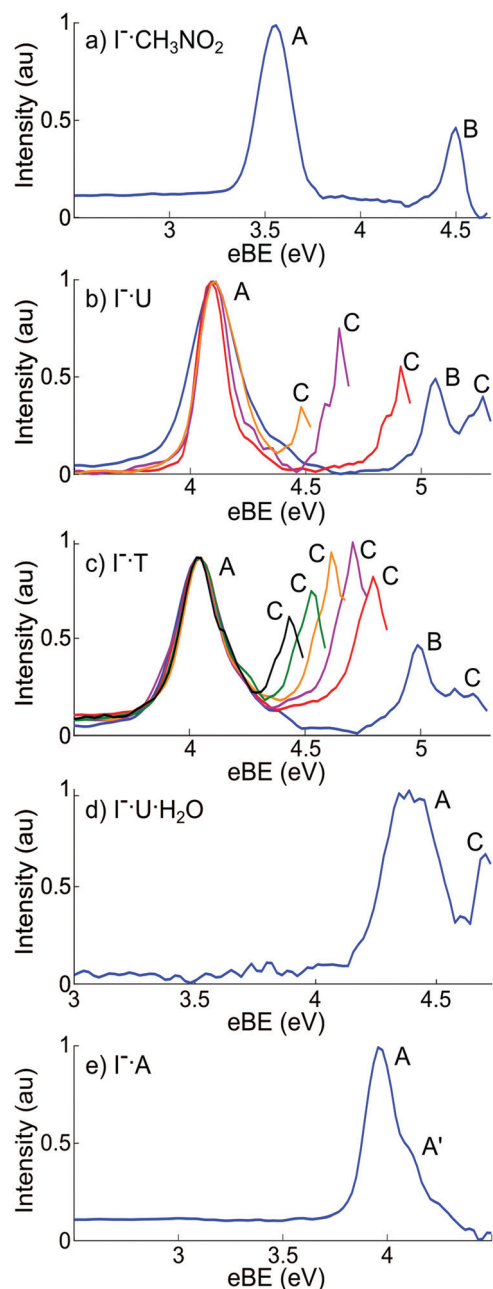 a) I⁻·CH₃NO₂
A
B
Intensity (au)
1
0.5
0
3
3.5
4
4.5
eBE (eV)
b) I⁻·U
A
C
C
C
B
C
Intensity (au)
1
0.5
0
4
4.5
5
eBE (eV)
c) I⁻·T
A
C
C
C
C
C
B
C
Intensity (au)
1
0.5
0
4
4.5
5
eBE (eV)
d) I⁻·U·H₂O
A
C
Intensity (au)
1
0.5
0
3
3.5
4
4.5
eBE (eV)
e) I⁻·A
A
A'
Intensity (au)
1
0.5
0
3
3.5
4
eBE (eV)